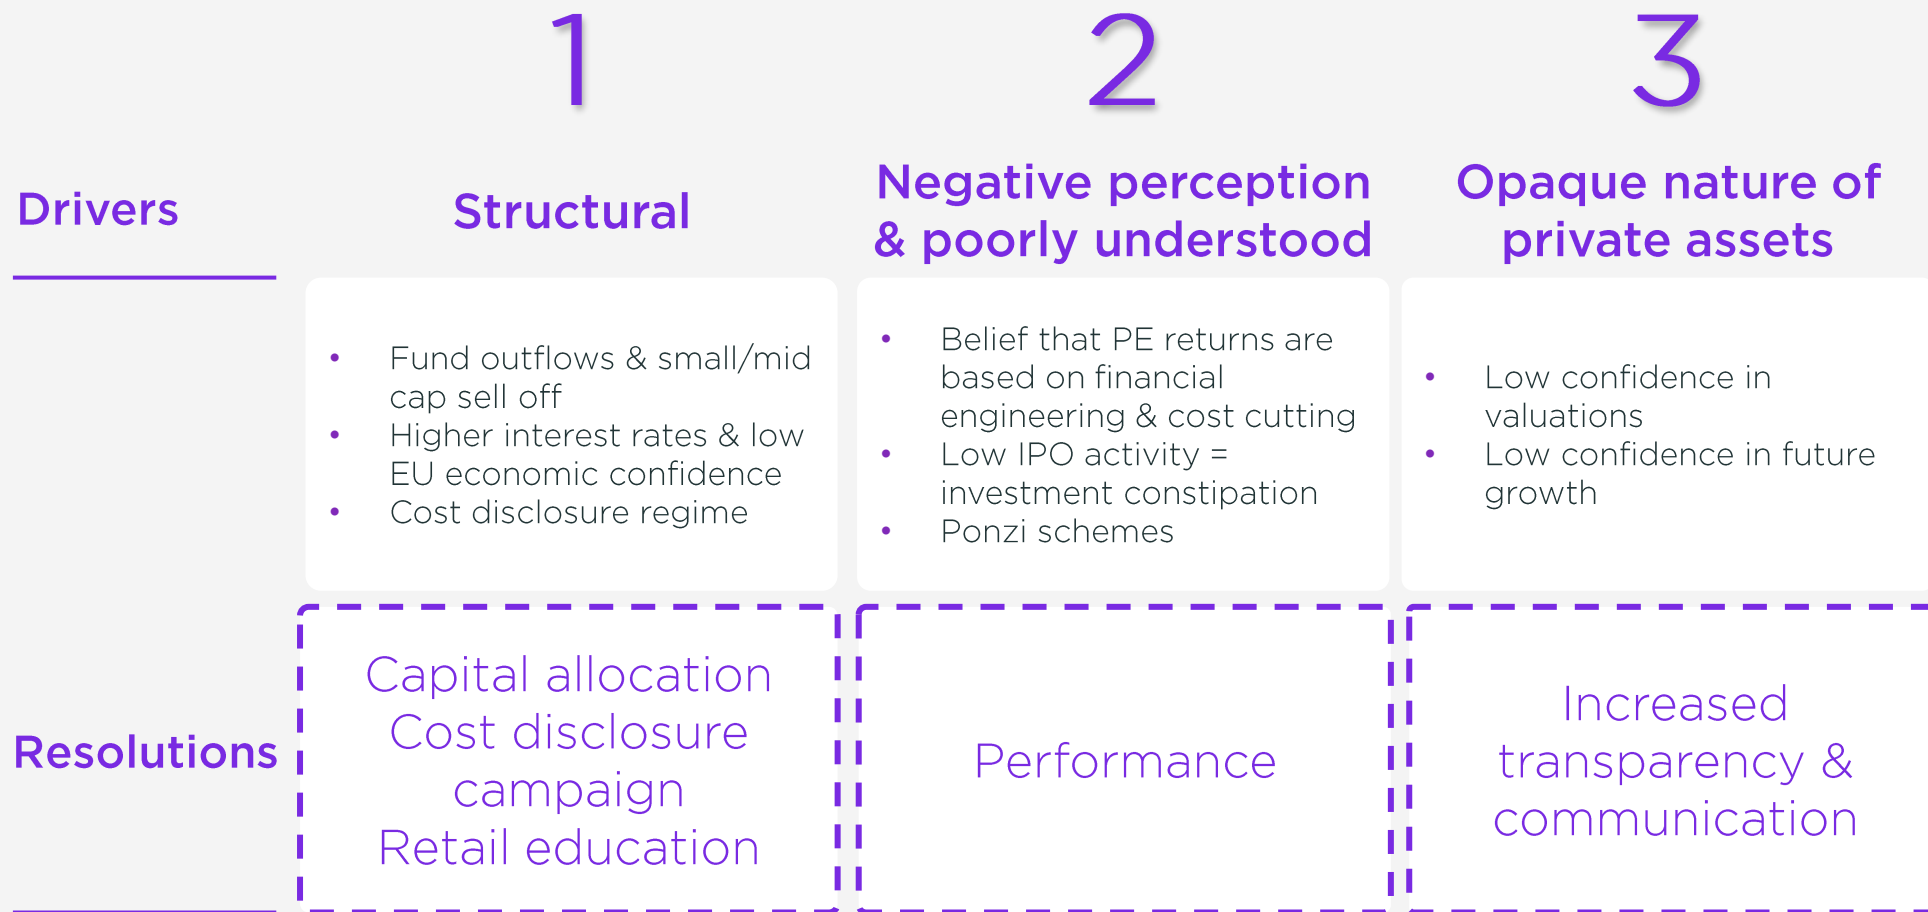 1
2
3
Drivers
Structural
Negative perception
& poorly understood
Opaque nature of
private assets
• Fund outflows & small/mid
cap sell off
• Higher interest rates & low
EU economic confidence
• Cost disclosure regime
• Belief that PE returns are
based on financial
engineering & cost cutting
• Low IPO activity =
investment constipation
• Ponzi schemes
• Low confidence in
valuations
• Low confidence in future
growth
Resolutions
Capital allocation
Cost disclosure
campaign
Retail education
Performance
Increased
transparency &
communication